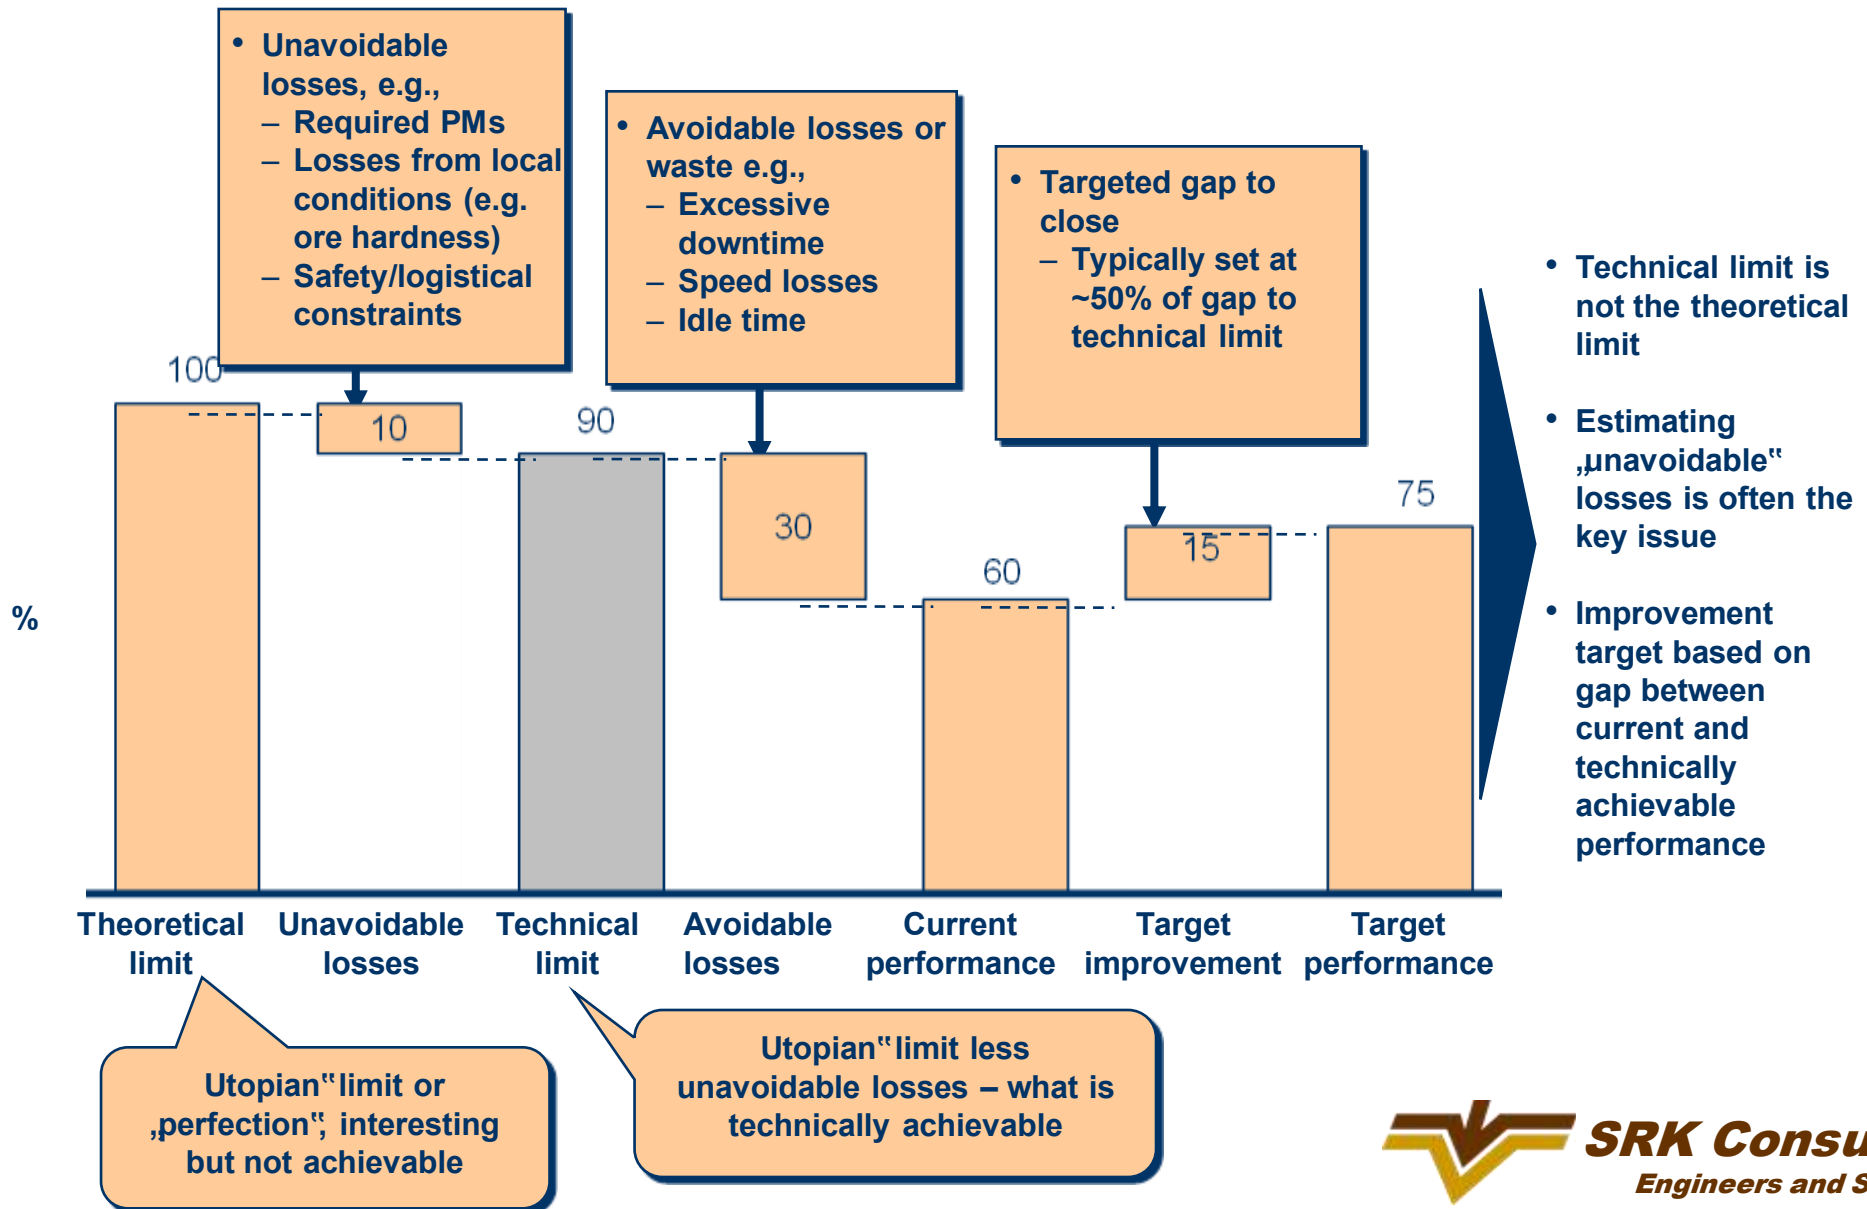 • Unavoidable
losses, e.g.,
– Required PMs
– Losses from local
conditions (e.g.
ore hardness)
– Safety/logistical
constraints
• Avoidable losses or
waste e.g.,
– Excessive
downtime
– Speed losses
– Idle time
• Targeted gap to
close
– Typically set at
~50% of gap to
technical limit
• Technical limit is
not the theoretical
limit
• Estimating
„unavoidable‟
losses is often the
key issue
• Improvement
target based on
gap between
current and
technically
achievable
performance
100
10
90
30
60
15
75
%
Theoretical
limit
Unavoidable
losses
Technical
limit
Avoidable
losses
Current
performance
Target
improvement
Target
performance
Utopian‟ limit or
„perfection‟, interesting
but not achievable
Utopian‟ limit less
unavoidable losses – what is
technically achievable
SRK Consu
Engineers and S